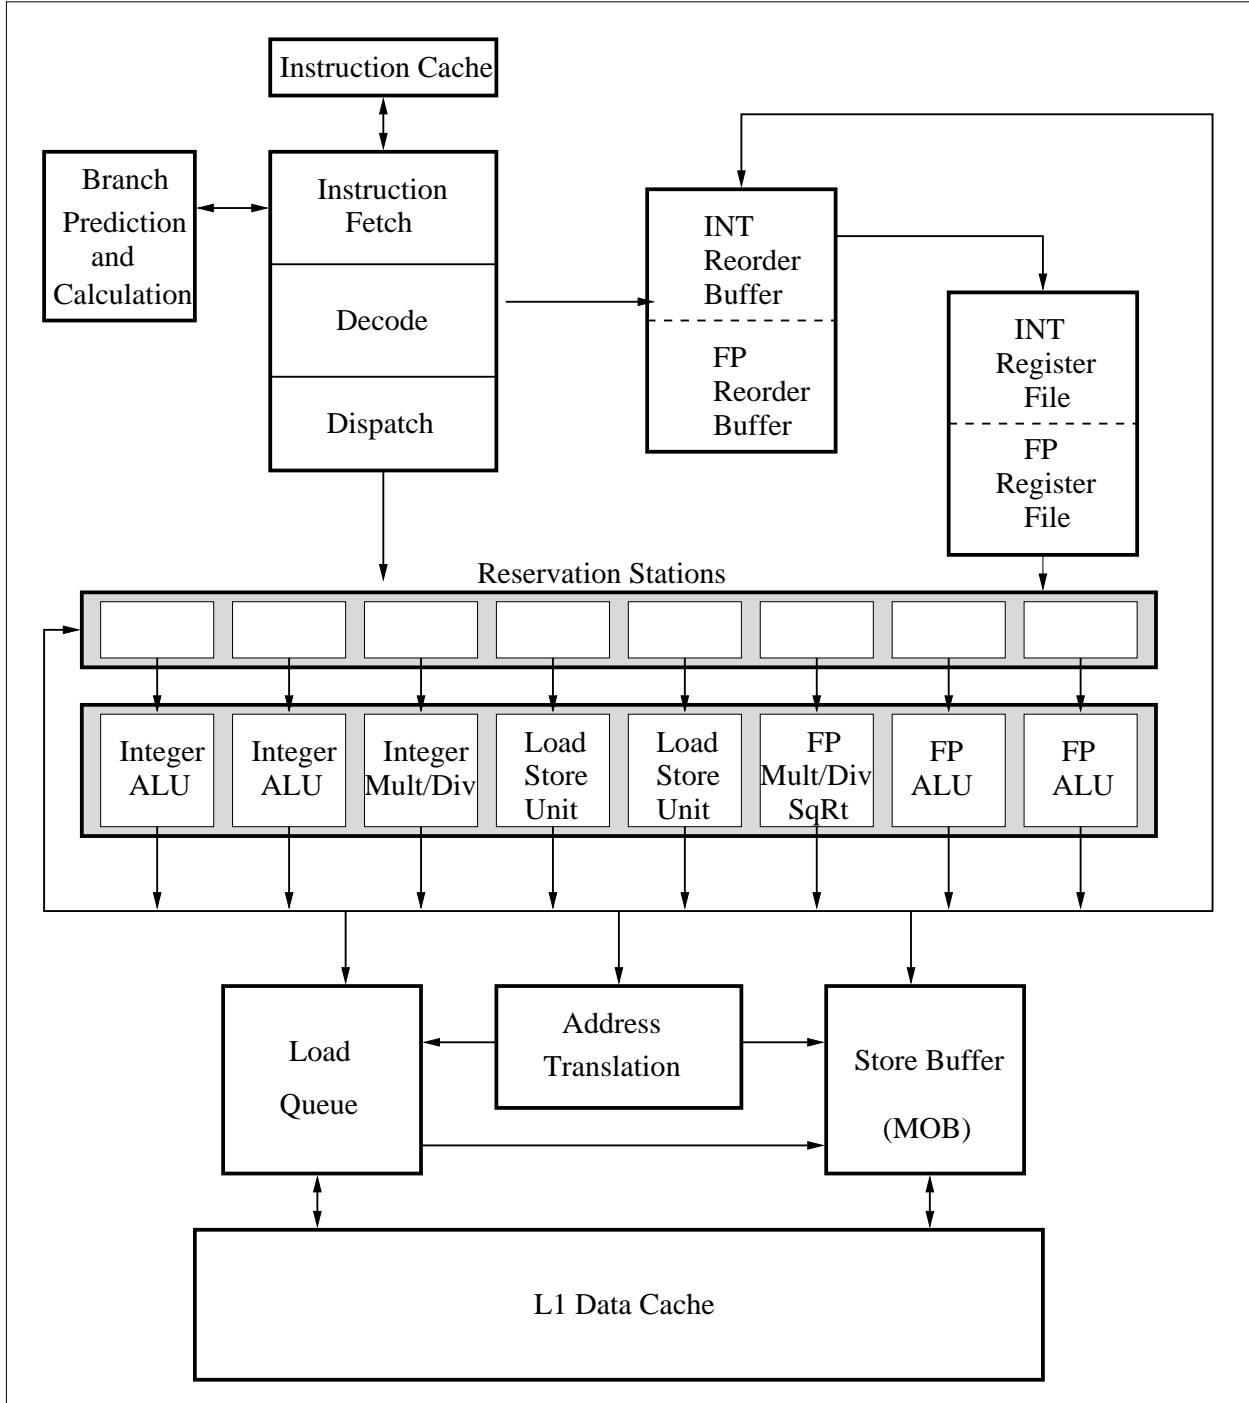 Instruction Cache
Branch
Prediction
and
Calculation
Instruction
Fetch
Decode
Dispatch
INT
Reorder
Buffer
FP
Reorder
Buffer
INT
Register
File
FP
Register
File
Reservation Stations
Integer
ALU
Integer
ALU
Integer
Mult/Div
Load
Store
Unit
Load
Store
Unit
FP
Mult/Div
SqRt
FP
ALU
FP
ALU
Load
Queue
Address
Translation
Store Buffer
(MOB)
L1 Data Cache